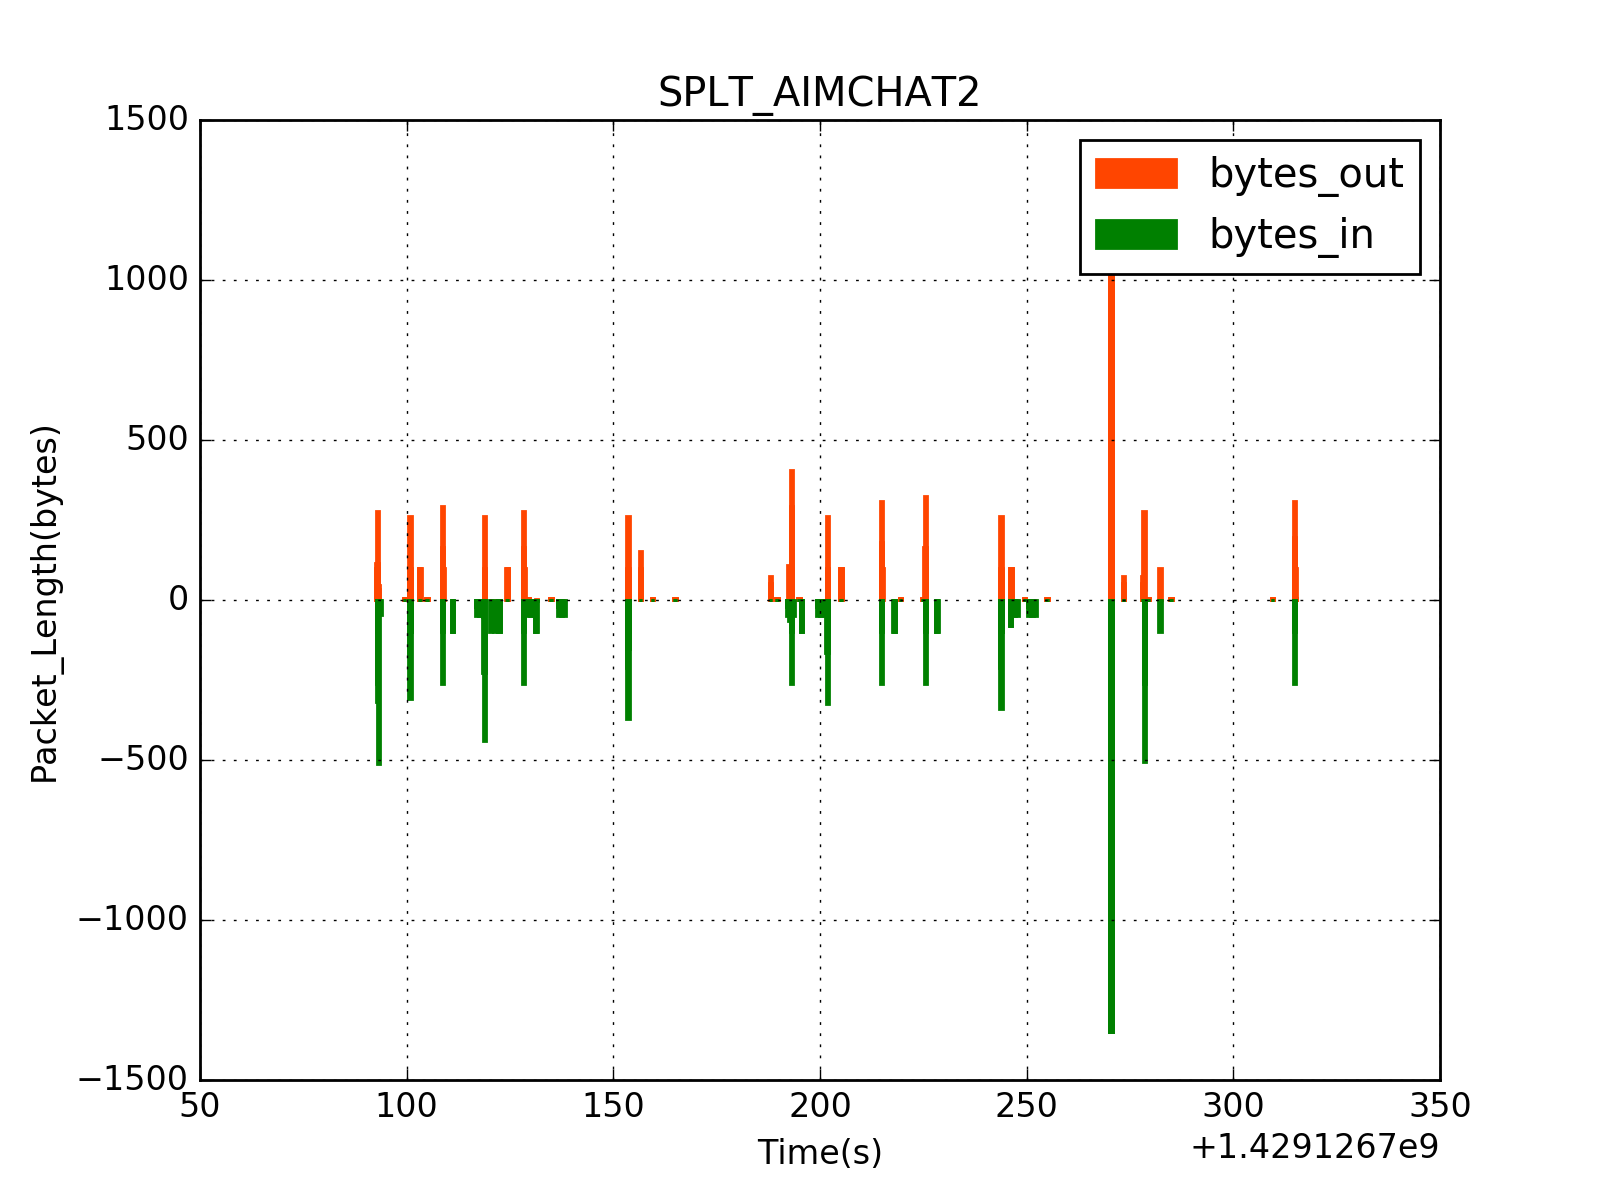 SPLT_AIMCHAT2
1500
1000
500
0
−500
−1000
−1500
Packet_Length(bytes)
bytes_out
bytes_in
50 100 150 200 250 300 350
Time(s)
+1.4291267e9